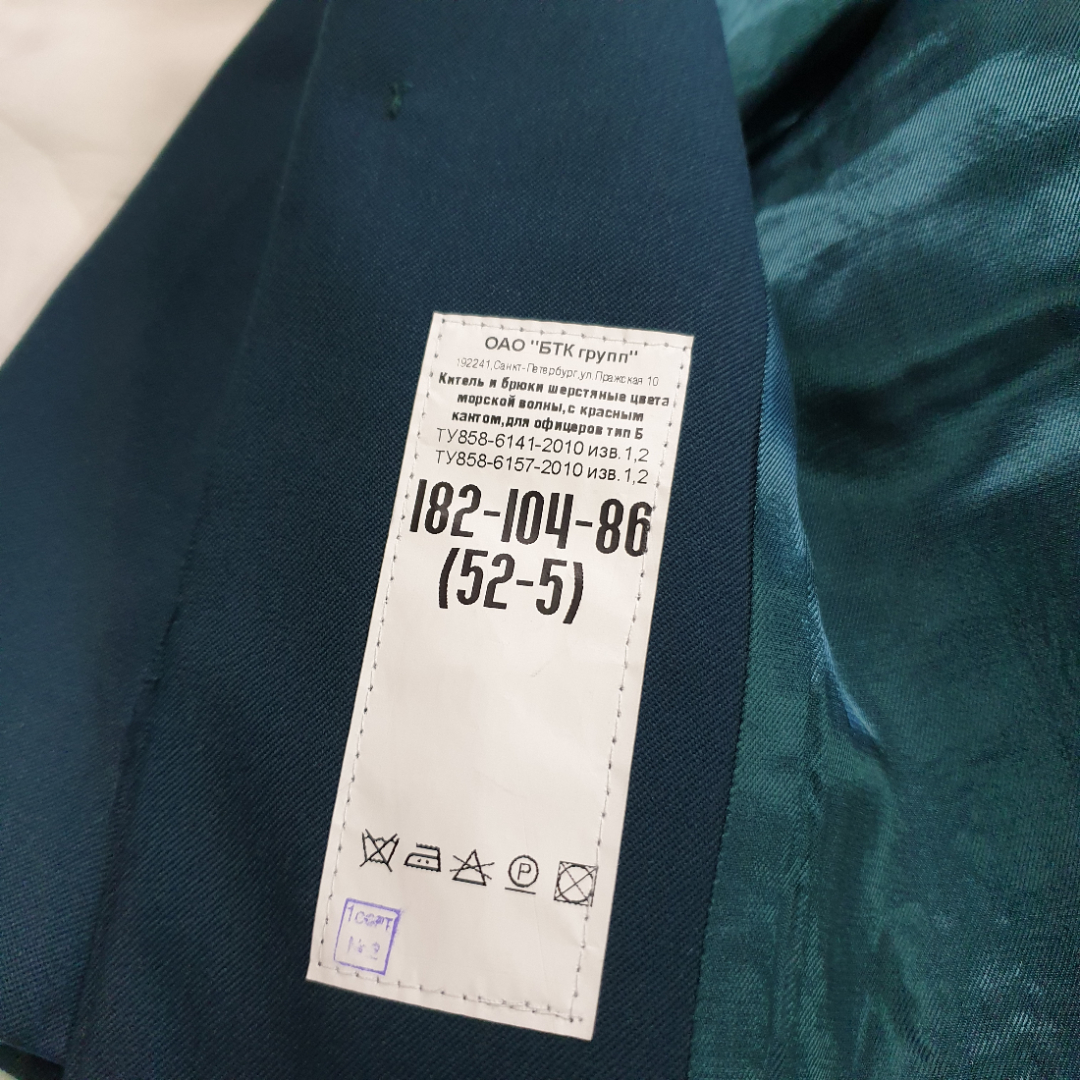 ОАО "БТК групп"
192241,Санкт-Петербург,ул.Пражская 10
Китель и брюки шерстяные цвета
морской волны,с красным
кантом,для офицеров тип Б
ТУ858-6141-2010 изв.1,2
ТУ858-6157-2010 изв.1,2
182-104-86
(52-5)
P
1 СОРТ